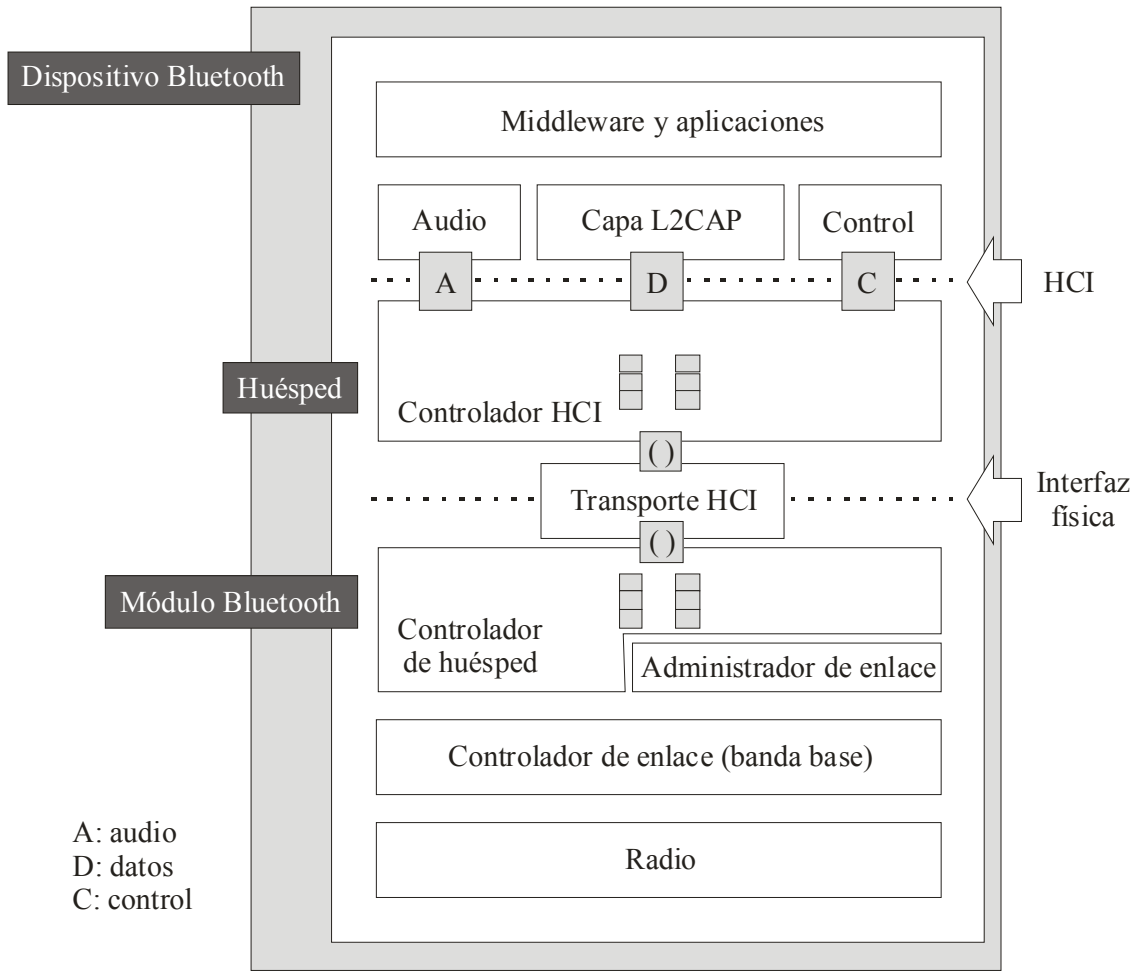 Dispositivo Bluetooth
Middleware y aplicaciones
Audio
Capa L2CAP
Control
A
D
C
HCI
Huésped
Controlador HCI
( )
Transporte HCI
Interfaz
física
( )
Módulo Bluetooth
Controlador
de huésped
Administrador de enlace
Controlador de enlace (banda base)
Radio
A: audio
D: datos
C: control